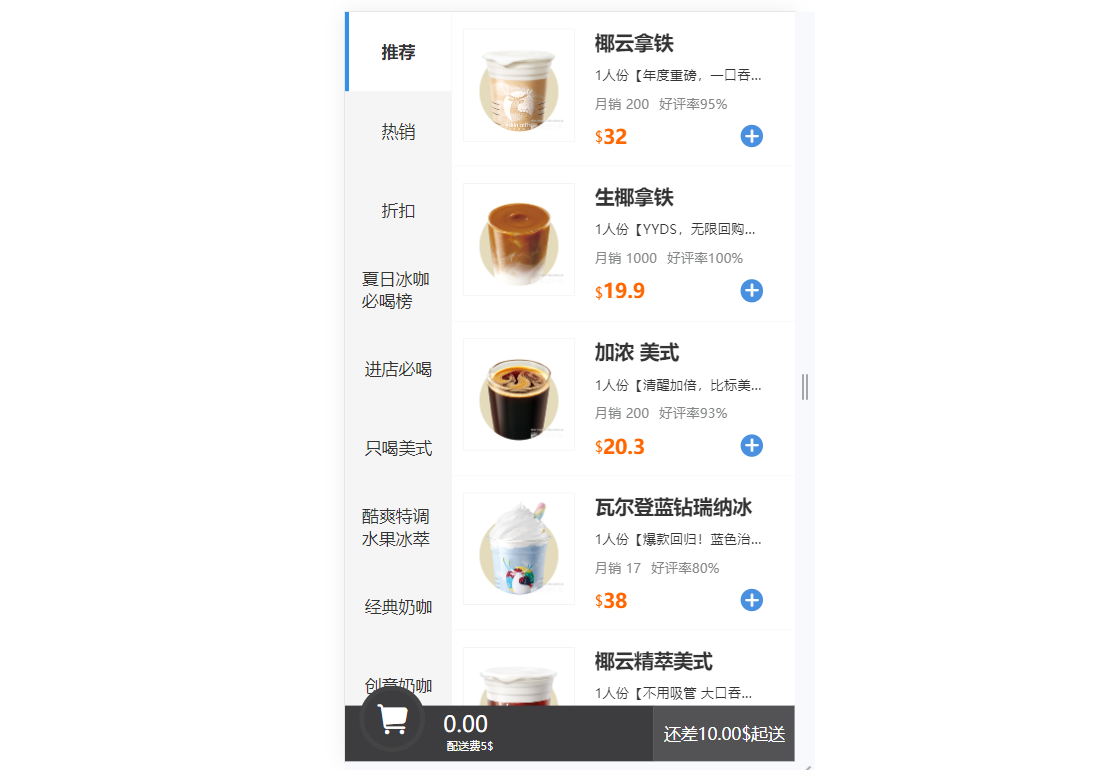 推荐
热销
折扣
夏日冰咖
必喝榜
进店必喝
只喝美式
酷爽特调
水果冰萃
经典奶咖
创意奶咖
椰云拿铁
1人份【年度重磅，一口吞...
月销 200 好评率95%
$32
生椰拿铁
1人份【YYDS，无限回购...
月销 1000 好评率100%
$19.9
加浓 美式
1人份【清醒加倍，比标美...
月销 200 好评率93%
$20.3
瓦尔登蓝钻瑞纳冰
1人份【爆款回归！蓝色治...
月销 17 好评率80%
$38
椰云精萃美式
1人份【不用吸管 大口吞...
0.00
配送费5$
还差10.00$起送